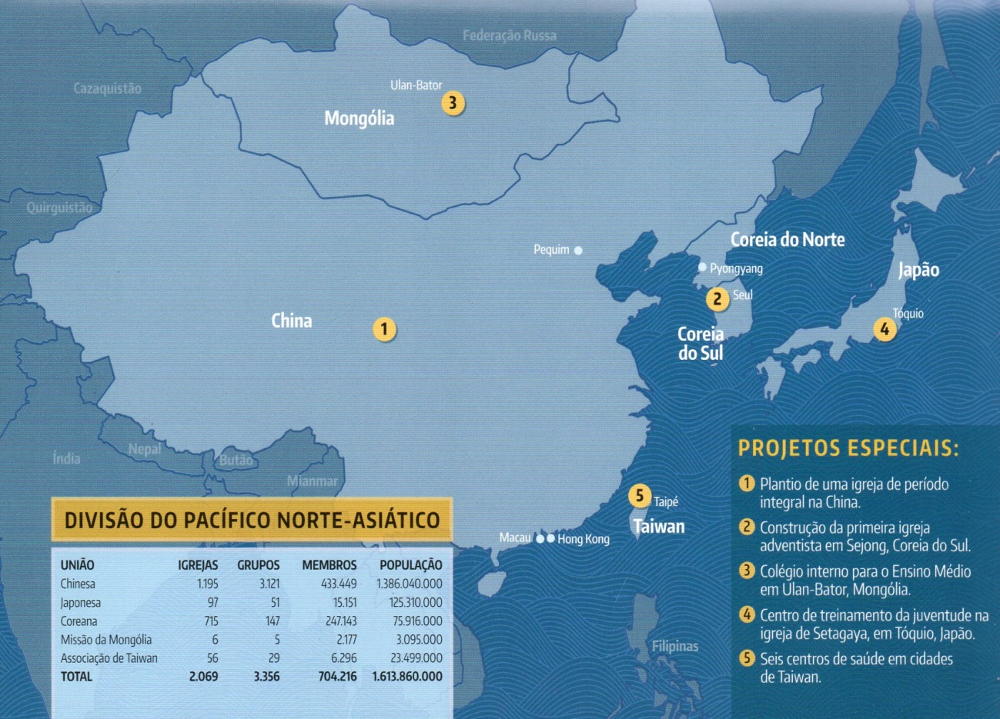 Federação Russa
Cazaquistão
Ulan-Bator
3
Mongólia
Quirguistão
Pequim
Coreia do Norte
Pyongyang
Japão
2 Seul
Tóquio
4
China
1
Coreia
do Sul
Índia
Nepal
Butão
Mianmar
5 Taipé
Taiwan
Macau
Hong Kong
Filipinas
DIVISÃO DO PACÍFICO NORTE-ASIÁTICO
UNIÃO IGREJAS GRUPOS MEMBROS POPULAÇÃO
Chinesa 1.195 3.121 433.449 1.386.040.000
Japonesa 97 51 15.151 125.310.000
Coreana 715 147 247.143 75.916.000
Missão da Mongólia 6 5 2.177 3.095.000
Associação de Taiwan 56 29 6.296 23.499.000
TOTAL 2.069 3.356 704.216 1.613.860.000
PROJETOS ESPECIAIS:
1 Plantio de uma igreja de período
integral na China.
2 Construção da primeira igreja
adventista em Sejong, Coreia do Sul.
3 Colégio interno para o Ensino Médio
em Ulan-Bator, Mongólia.
4 Centro de treinamento da juventude na
igreja de Setagaya, em Tóquio, Japão.
5 Seis centros de saúde em cidades
de Taiwan.